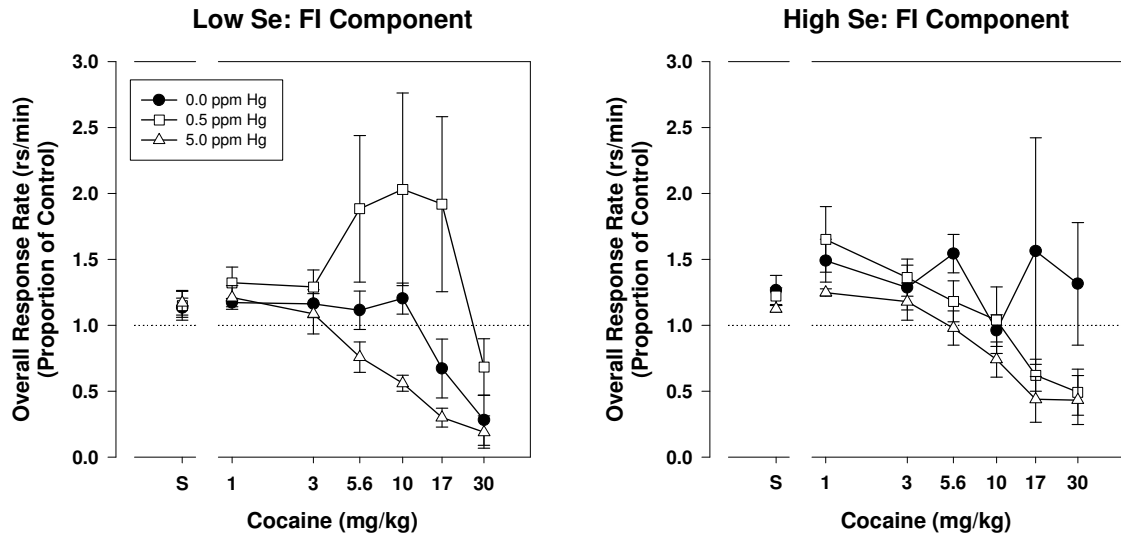 Low Se: FI Component
Overall Response Rate (rs/min)
(Proportion of Control)
3.0
2.5
2.0
1.5
1.0
0.5
0.0
0.0 ppm Hg
0.5 ppm Hg
5.0 ppm Hg
S 1 3 5.6 10 17 30
Cocaine (mg/kg)
High Se: FI Component
Overall Response Rate (rs/min)
(Proportion of Control)
3.0
2.5
2.0
1.5
1.0
0.5
0.0
S 1 3 5.6 10 17 30
Cocaine (mg/kg)